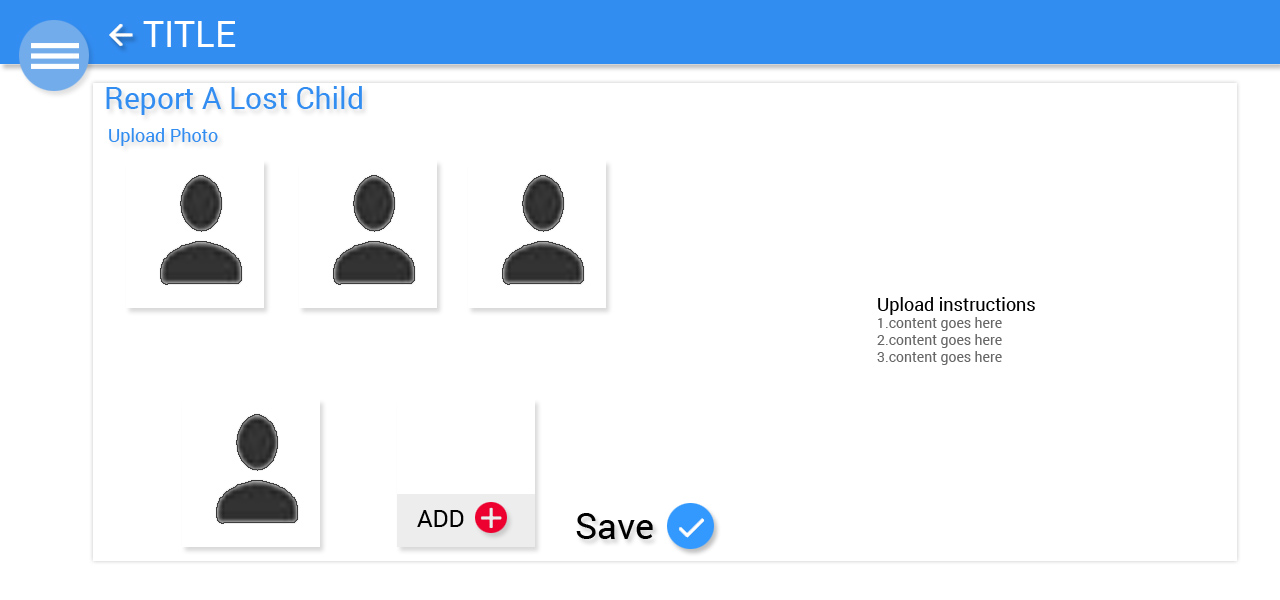 TITLE
Report A Lost Child
Upload Photo
Upload instructions
1.content goes here
2.content goes here
3.content goes here
ADD
Save